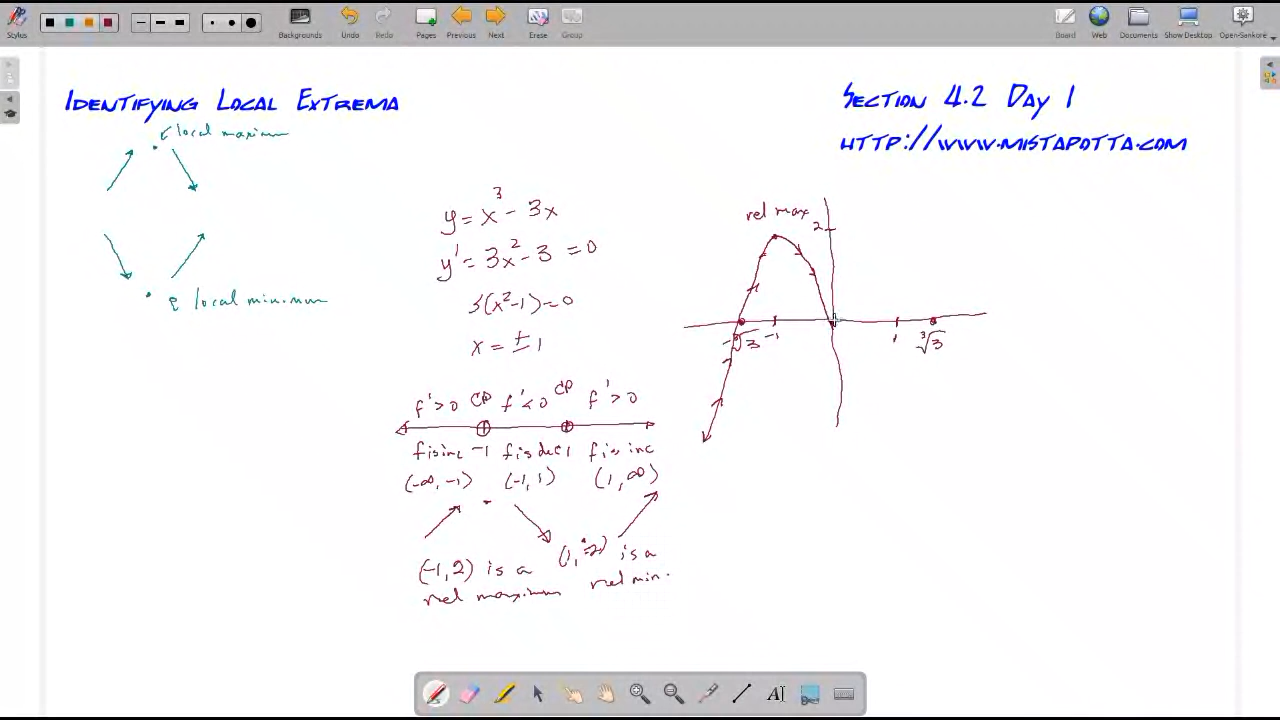 Stylus Backgrounds Undo Redo Pages Previous Next Erase Group Board Web Documents Show Desktop Open-Sankore
IDENTIFYING LOCAL EXTREMA
SECTION 4.2 DAY 1
HTTP://WWW.MISTAPOTTA.COM
local maximum
local minimum
y = x³ - 3x
y' = 3x² - 3 = 0
3(x²-1) = 0
x = ± 1
f' > 0 CP f' < 0 CP f' > 0
f is inc -1 f is dec 1 f is inc
(-∞, -1) (-1, 1) (1, ∞)
(-1, 2) is a
rel maximum
(1, -2) is a
rel min.
rel max
2
-∛3 -1 1 ∛3
A